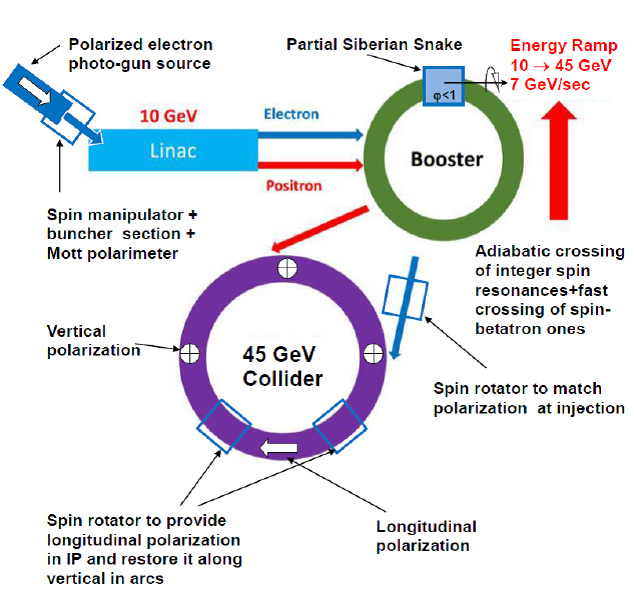 Polarized electron
photo-gun source
Partial Siberian Snake
Energy Ramp
10 → 45 GeV
7 GeV/sec
φ<1
10 GeV
Electron
Linac
Booster
Positron
Spin manipulator +
buncher section +
Mott polarimeter
Adiabatic crossing
of integer spin
resonances+fast
crossing of spin-
betatron ones
Vertical
polarization
45 GeV
Collider
Spin rotator to match
polarization at injection
Spin rotator to provide
longitudinal polarization
in IP and restore it along
vertical in arcs
Longitudinal
polarization